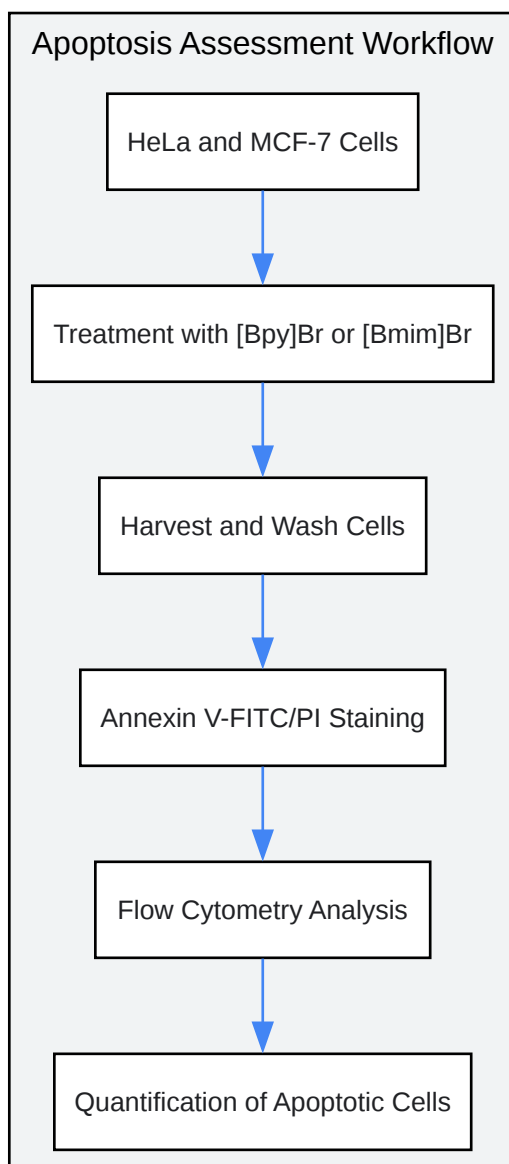 Apoptosis Assessment Workflow
HeLa and MCF-7 Cells
Treatment with [Bpy]Br or [Bmim]Br
Harvest and Wash Cells
Annexin V-FITC/PI Staining
Flow Cytometry Analysis
Quantification of Apoptotic Cells